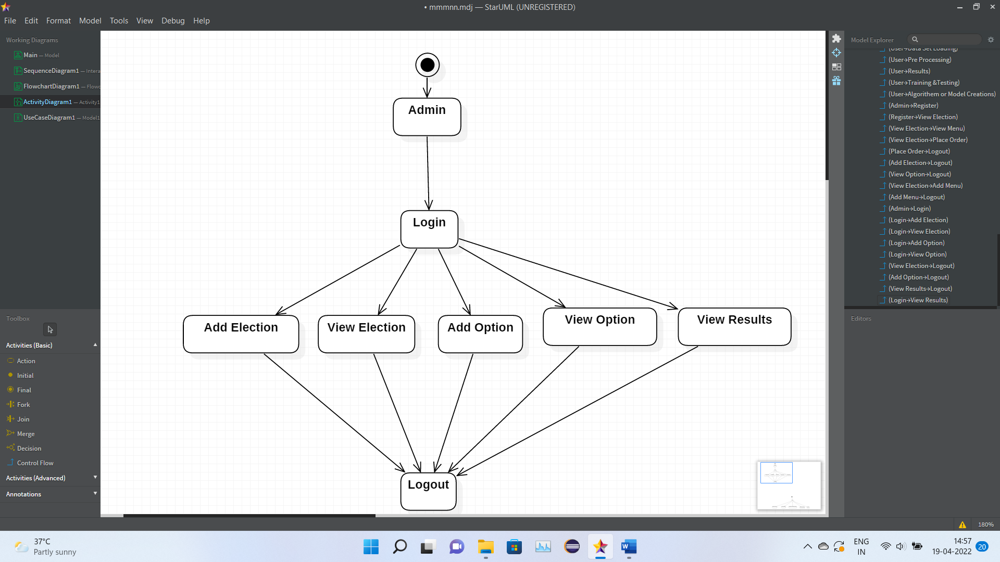 • mmmnn.mdj — StarUML (UNREGISTERED)
File Edit Format Model Tools View Debug Help
Working Diagrams
Main — Model
SequenceDiagram1 — Intera
FlowchartDiagram1 — Flowc
ActivityDiagram1 — Activity1
UseCaseDiagram1 — Model1
Toolbox
Activities (Basic)
Action
Initial
Final
Fork
Join
Merge
Decision
Control Flow
Activities (Advanced)
Annotations
Admin
Login
Add Election
View Election
Add Option
View Option
View Results
Logout
Model Explorer
(User→Data Set Loading)
(User→Pre Processing)
(User→Results)
(User→Training &Testing)
(User→Algorithem or Model Creations)
(Admin→Register)
(Register→View Election)
(View Election→View Menu)
(View Election→Place Order)
(Place Order→Logout)
(Add Election→Logout)
(View Option→Logout)
(View Election→Add Menu)
(Add Menu→Logout)
(Admin→Login)
(Login→Add Election)
(Login→View Election)
(Login→Add Option)
(Login→View Option)
(View Election→Logout)
(Add Option→Logout)
(View Results→Logout)
(Login→View Results)
Editors
180%
37°C
Partly sunny
ENG
IN
14:57
19-04-2022
20